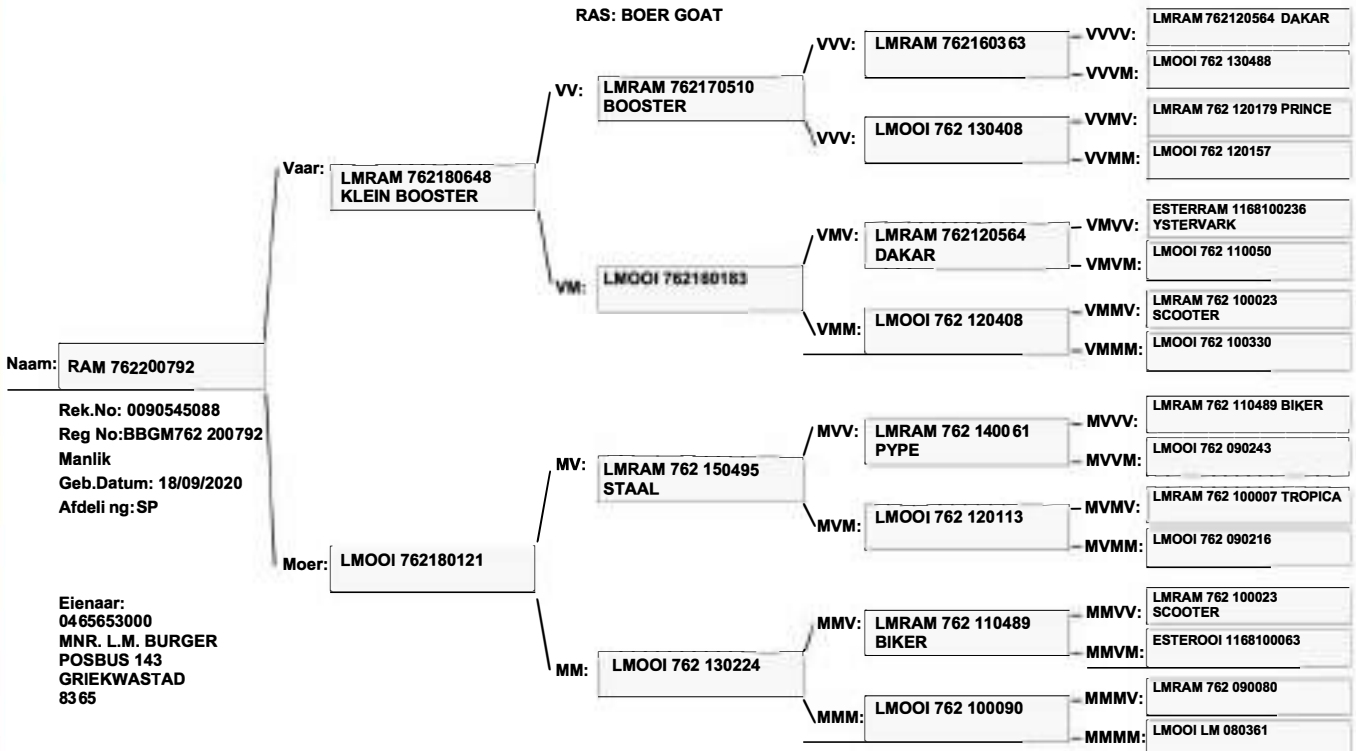 RAS: BOER GOAT
Naam: RAM 762200792
Rek.No: 0090545088
Reg No:BBGM762 200792
Manlik
Geb.Datum: 18/09/2020
Afdeli ng:SP
Eienaar:
0465653000
MNR. L.M. BURGER
POSBUS 143
GRIEKWASTAD
8365
Vaar: LMRAM 762180648
KLEIN BOOSTER
Moer: LMOOI 762180121
VV: LMRAM 762170510
BOOSTER
VM: LMOOI 762160183
MV: LMRAM 762 150495
STAAL
MM: LMOOI 762 130224
VVV: LMRAM 762160363
VVV: LMOOI 762 130408
VMV: LMRAM 762120564
DAKAR
VMM: LMOOI 762 120408
MVV: LMRAM 762 140061
PYPE
MVM: LMOOI 762 120113
MMV: LMRAM 762 110489
BIKER
MMM: LMOOI 762 100090
VVVV: LMRAM 762120564 DAKAR
VVVM: LMOOI 762 130488
VVMV: LMRAM 762 120179 PRINCE
VVMM: LMOOI 762 120157
VMVV: ESTERRAM 1168100236
YSTERVARK
VMVM: LMOOI 762 110050
VMMV: LMRAM 762 100023
SCOOTER
VMMM: LMOOI 762 100330
MVVV: LMRAM 762 110489 BIKER
MVVM: LMOOI 762 090243
MVMV: LMRAM 762 100007 TROPICA
MVMM: LMOOI 762 090216
MMVV: LMRAM 762 100023
SCOOTER
MMVM: ESTEROOI 1168100063
MMMV: LMRAM 762 090080
MMMM: LMOOI LM 080361